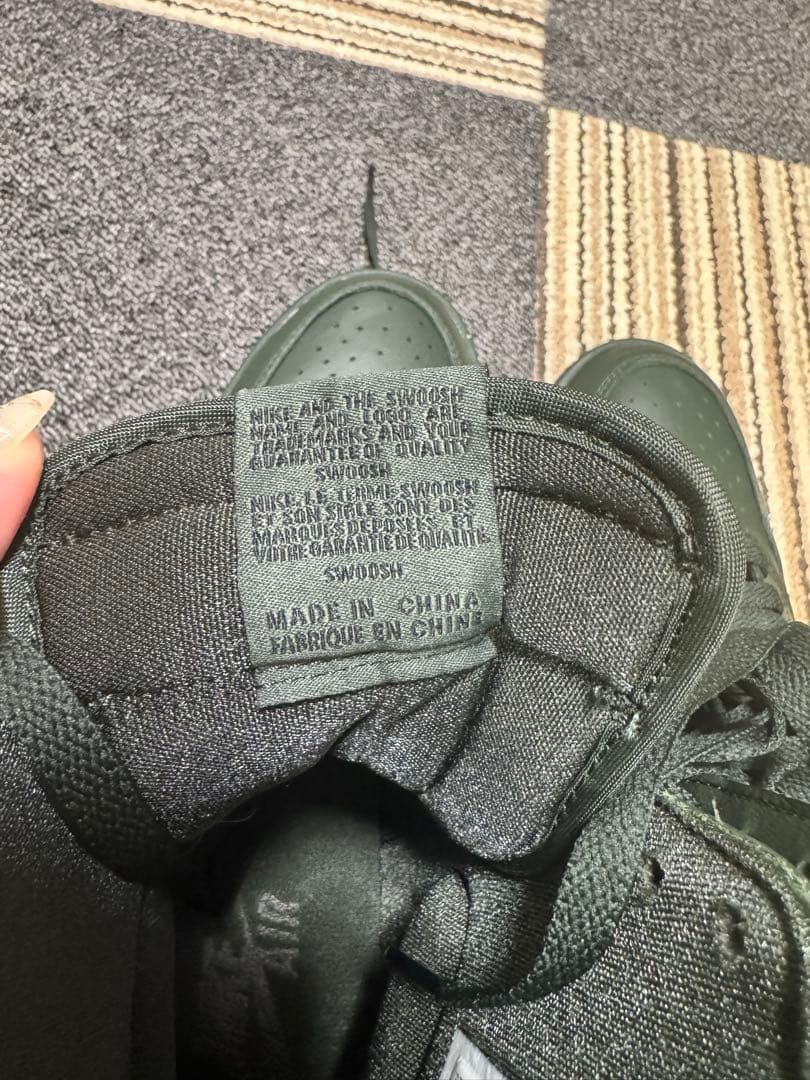 NIKE AND THE SWOOSH
NAME AND LOGO ARE
TRADEMARKS AND YOUR
GUARANTEE OF QUALITY
SWOOSH
NIKE, LE TERME SWOOSH
ET SON SIGLE SONT DES
MARQUES DEPOSEES, ET
VOTRE GARANTIE DE QUALITE
SWOOSH
MADE IN CHINA
FABRIQUE EN CHINE
AIR